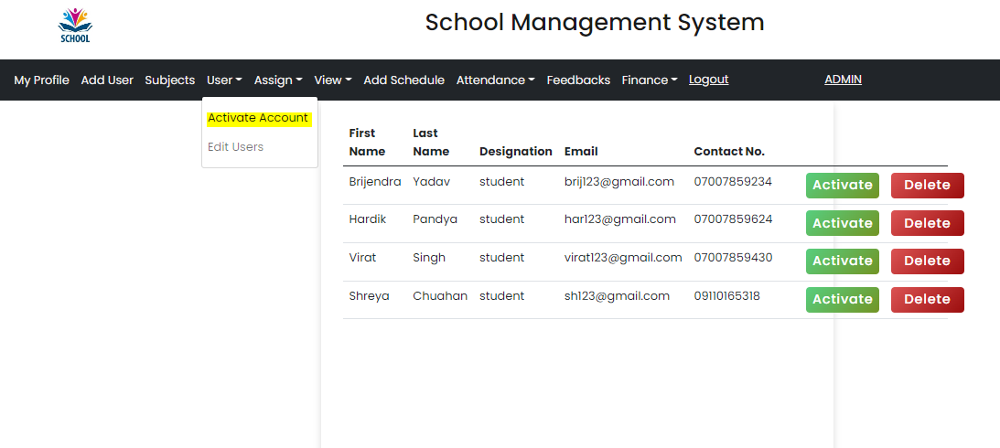 SCHOOL
School Management System
My Profile Add User Subjects User Assign View Add Schedule Attendance Feedbacks Finance Logout ADMIN
Activate Account
Edit Users
First Name Last Name Designation Email Contact No.
Brijendra Yadav student brij123@gmail.com 07007859234 Activate Delete
Hardik Pandya student har123@gmail.com 07007859624 Activate Delete
Virat Singh student virat123@gmail.com 07007859430 Activate Delete
Shreya Chuahan student sh123@gmail.com 09110165318 Activate Delete